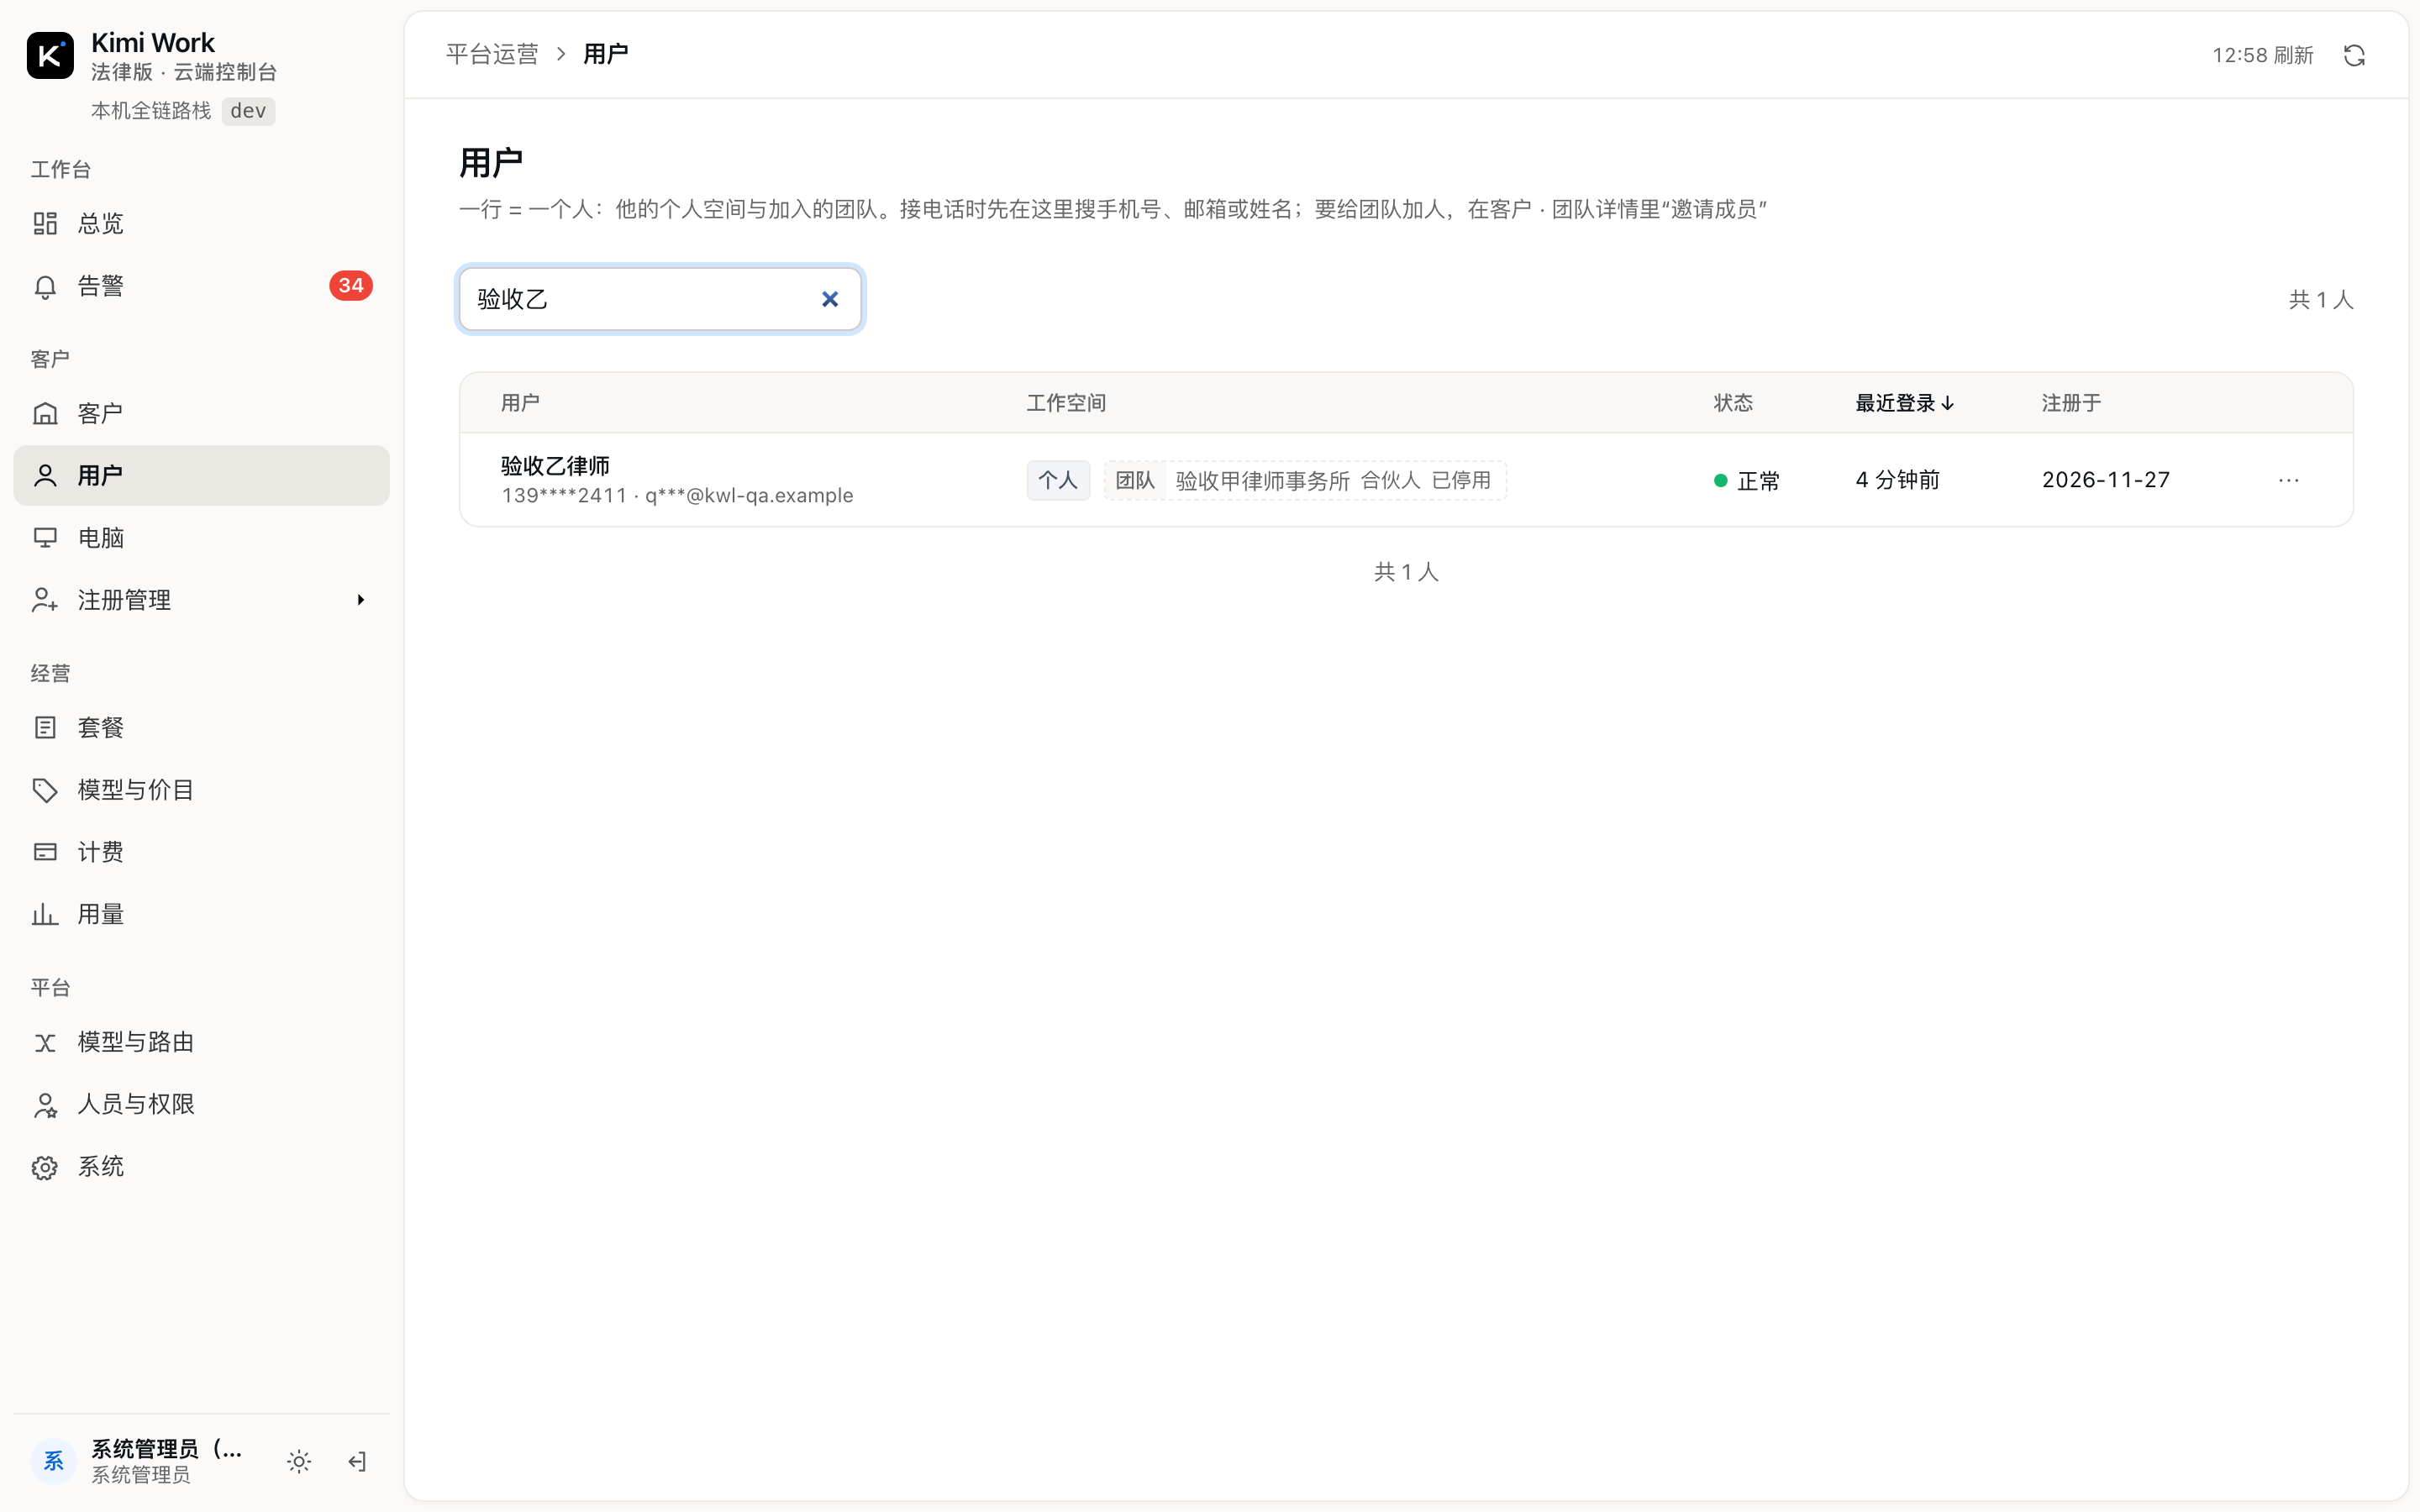 Kimi Work
法律版 · 云端控制台
本机全链路栈 dev
工作台
总览
告警 34
客户
客户
用户
电脑
注册管理
经营
套餐
模型与价目
计费
用量
平台
模型与路由
人员与权限
系统
系 系统管理员（...
系统管理员
平台运营 > 用户
12:58 刷新
用户
一行 = 一个人：他的个人空间与加入的团队。接电话时先在这里搜手机号、邮箱或姓名；要给团队加人，在客户 · 团队详情里“邀请成员”
验收乙
共 1 人
用户 工作空间 状态 最近登录↓ 注册于
验收乙律师
139****2411 · q***@kwl-qa.example
个人 团队 验收甲律师事务所 合伙人 已停用
正常 4 分钟前 2026-11-27 ...
共 1 人